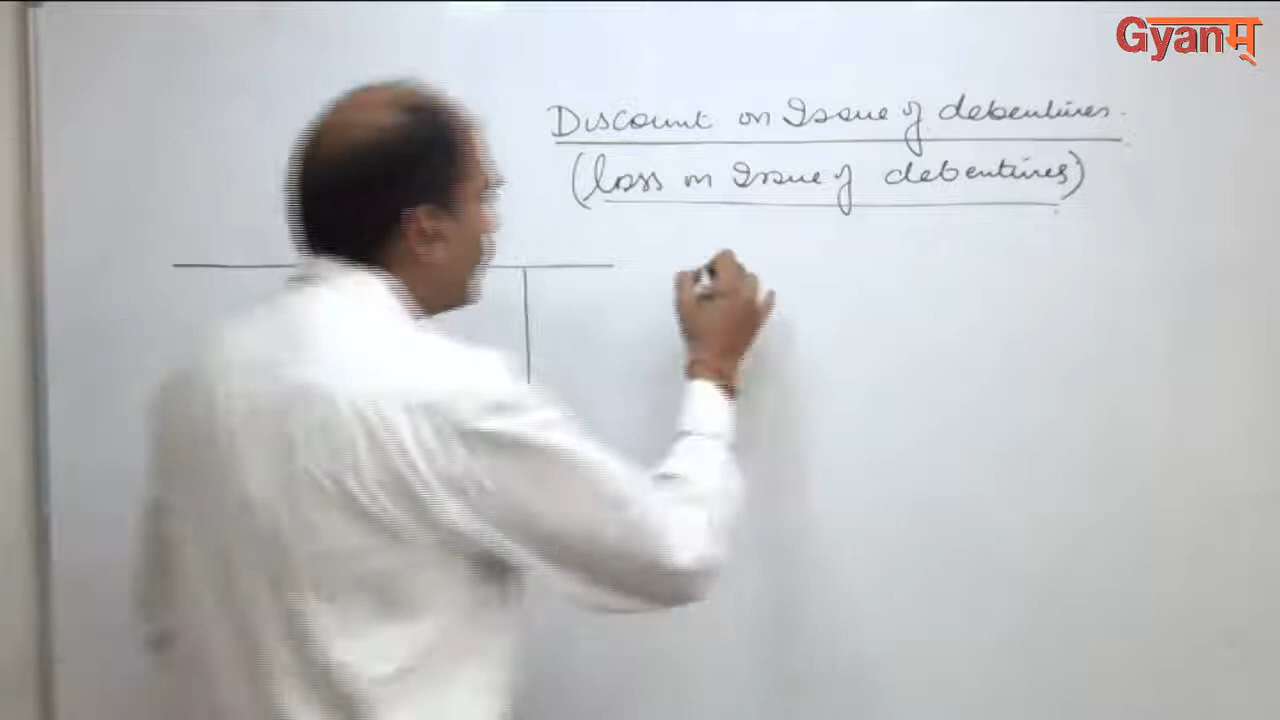 Gyanम्
Discount on Issue of debentures.
(loss on Issue of debentures)